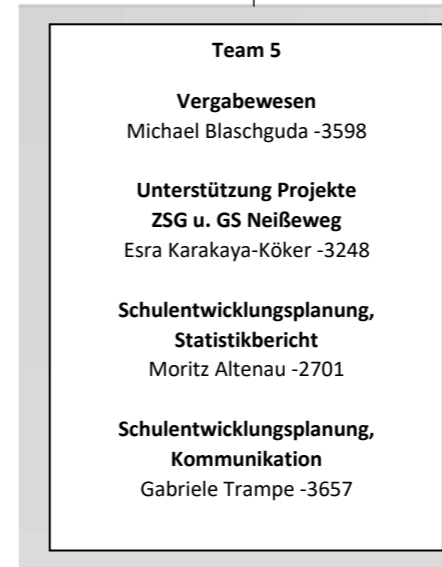 Team 5
Vergabewesen
Michael Blaschguda -3598
Unterstützung Projekte
ZSG u. GS Neißeweg
Esra Karakaya-Köker -3248
Schulentwicklungsplanung,
Statistikbericht
Moritz Altenau -2701
Schulentwicklungsplanung,
Kommunikation
Gabriele Trampe -3657